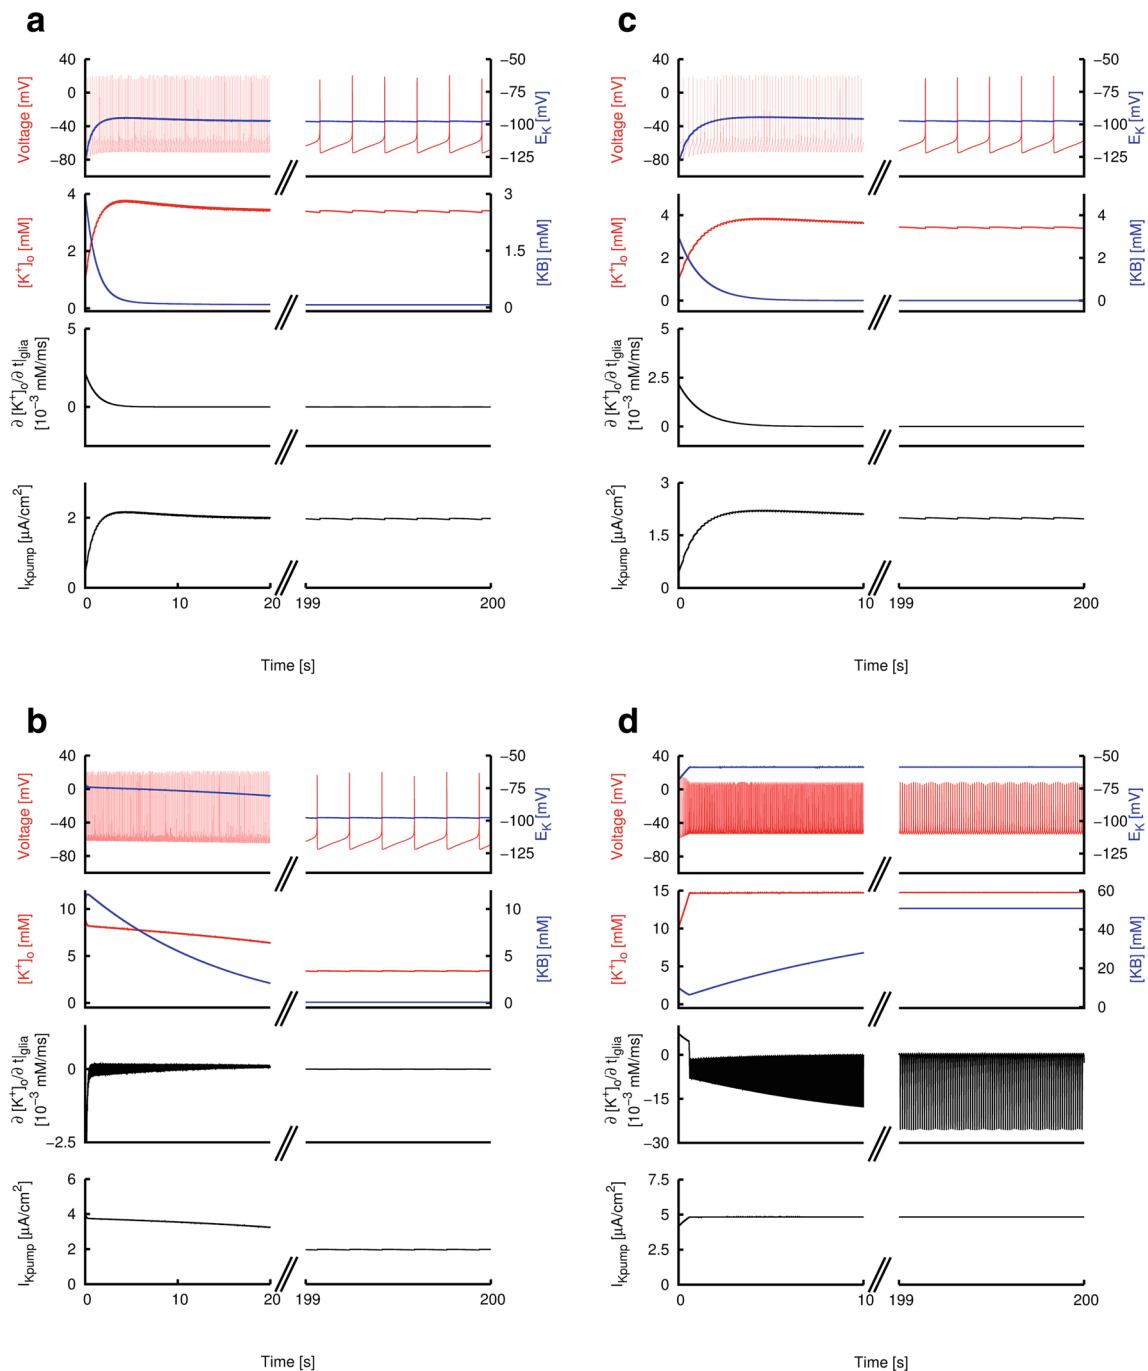 a
40
0
−40
−80
Voltage [mV]
−50
−75
−100
−125
E_K [mV]
4
2
0
[K⁺]ₒ [mM]
3
1.5
0
[KB] [mM]
5
0
∂ [K⁺]ₒ/∂ t|glia
[10⁻³ mM/ms]
2
0
I_Kpump [µA/cm²]
0
10
20
199
200
Time [s]
c
40
0
−40
−80
Voltage [mV]
−50
−75
−100
−125
E_K [mV]
4
2
0
[K⁺]ₒ [mM]
4
2
0
[KB] [mM]
5
2.5
0
∂ [K⁺]ₒ/∂ t|glia
[10⁻³ mM/ms]
3
1.5
0
I_Kpump [µA/cm²]
0
10
199
200
Time [s]
b
40
0
−40
−80
Voltage [mV]
−50
−75
−100
−125
E_K [mV]
10
5
0
[K⁺]ₒ [mM]
10
5
0
[KB] [mM]
0
−2.5
∂ [K⁺]ₒ/∂ t|glia
[10⁻³ mM/ms]
6
4
2
0
I_Kpump [µA/cm²]
0
10
20
199
200
Time [s]
d
40
0
−40
−80
Voltage [mV]
−50
−75
−100
−125
E_K [mV]
15
10
5
0
[K⁺]ₒ [mM]
60
40
20
0
[KB] [mM]
0
−15
−30
∂ [K⁺]ₒ/∂ t|glia
[10⁻³ mM/ms]
7.5
5
2.5
0
I_Kpump [µA/cm²]
0
10
199
200
Time [s]